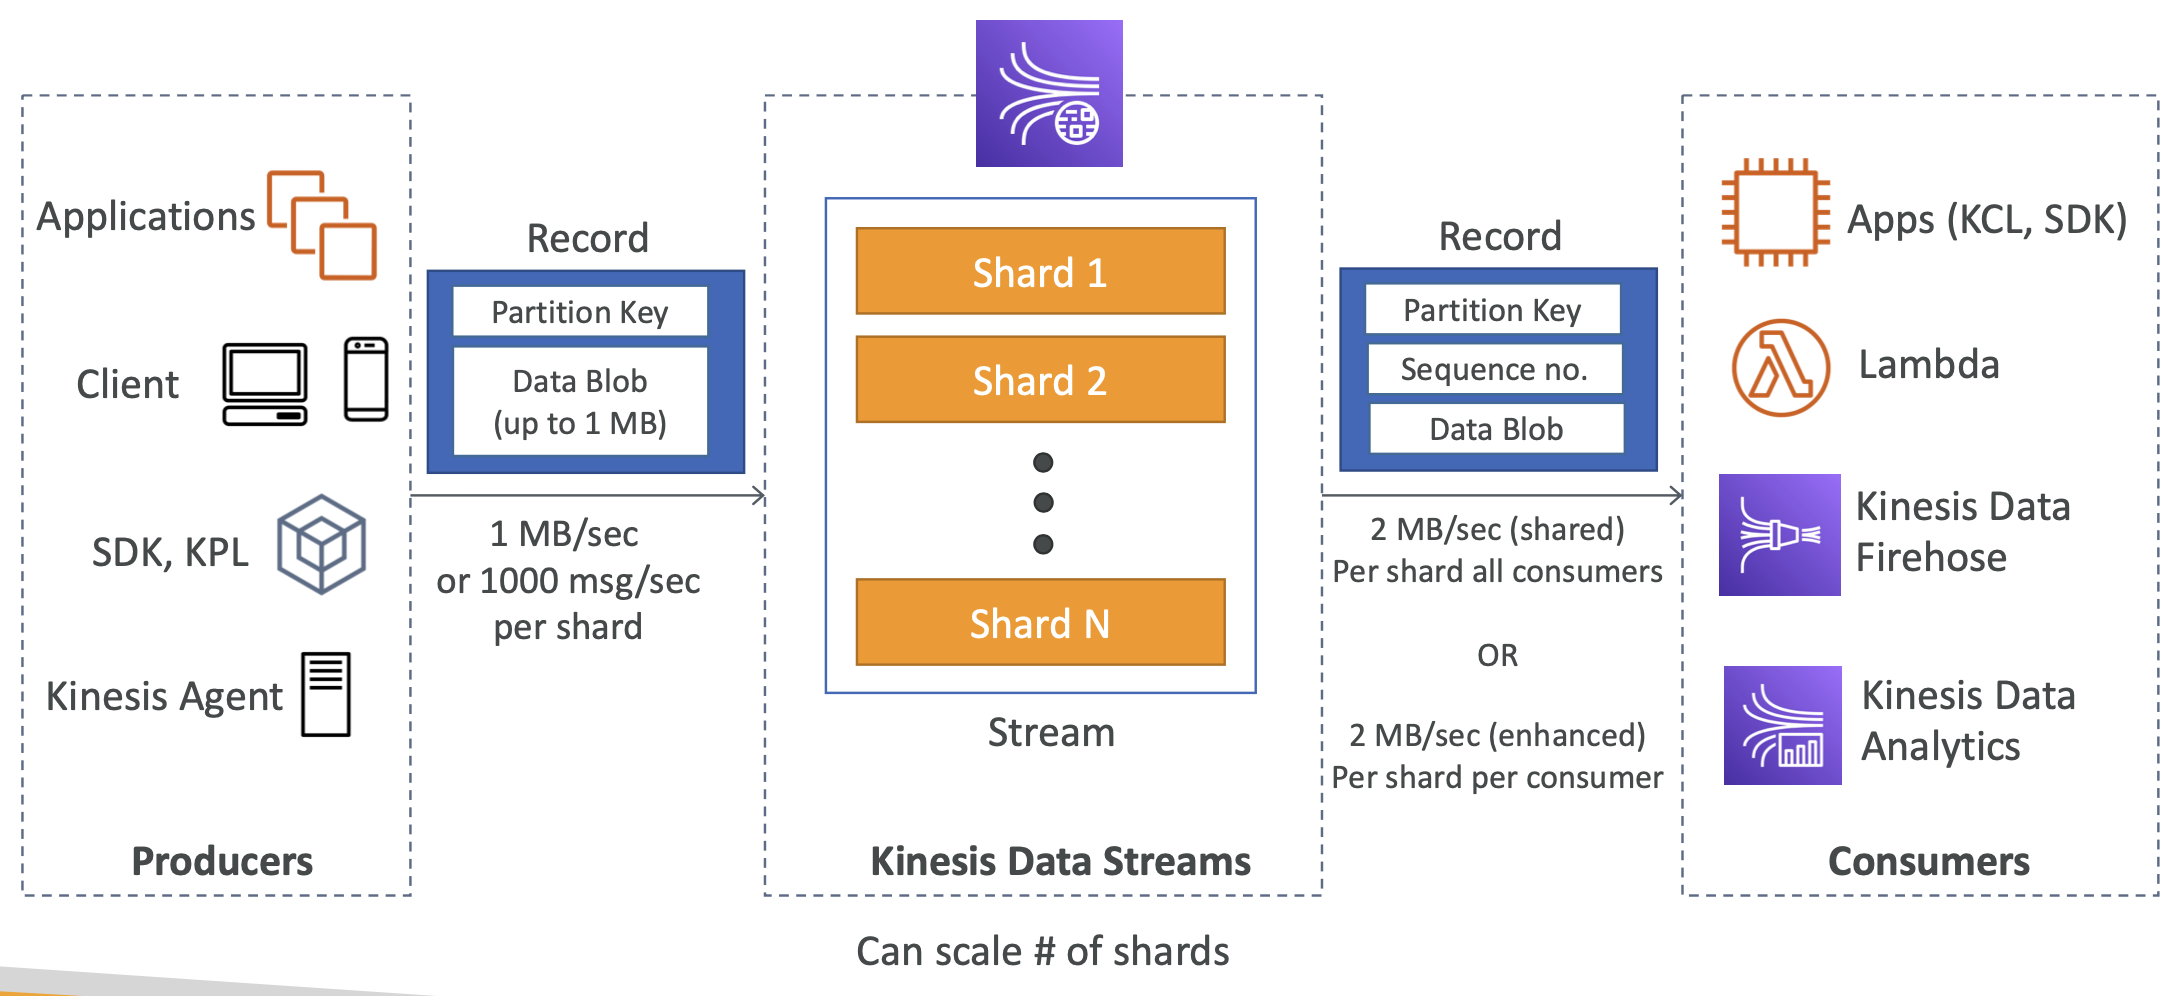 Applications
Client
SDK, KPL
Kinesis Agent
Producers
Record
Partition Key
Data Blob
(up to 1 MB)
1 MB/sec
or 1000 msg/sec
per shard
Shard 1
Shard 2
Shard N
Stream
Kinesis Data Streams
Can scale # of shards
Record
Partition Key
Sequence no.
Data Blob
2 MB/sec (shared)
Per shard all consumers
OR
2 MB/sec (enhanced)
Per shard per consumer
Apps (KCL, SDK)
Lambda
Kinesis Data
Firehose
Kinesis Data
Analytics
Consumers